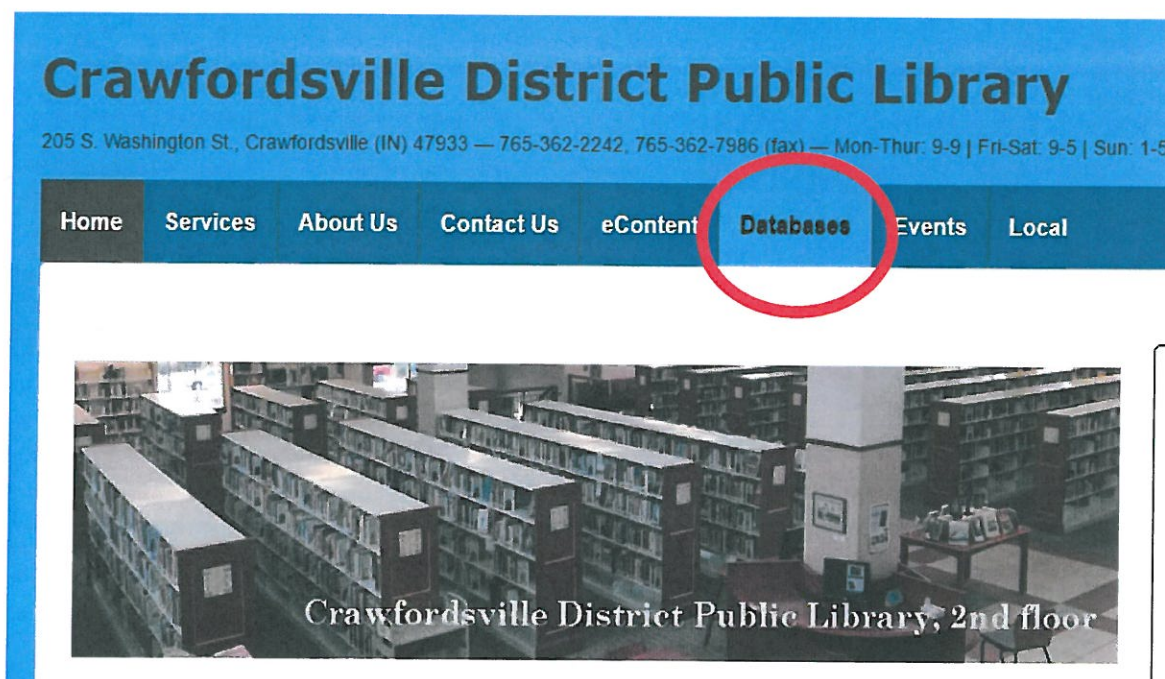 Crawfordsville District Public Library
205 S. Washington St., Crawfordsville (IN) 47933 — 765-362-2242, 765-362-7986 (fax) — Mon-Thur: 9-9 | Fri-Sat: 9-5 | Sun: 1-5
Home Services About Us Contact Us eContent Databases Events Local
Crawfordsville District Public Library, 2nd floor